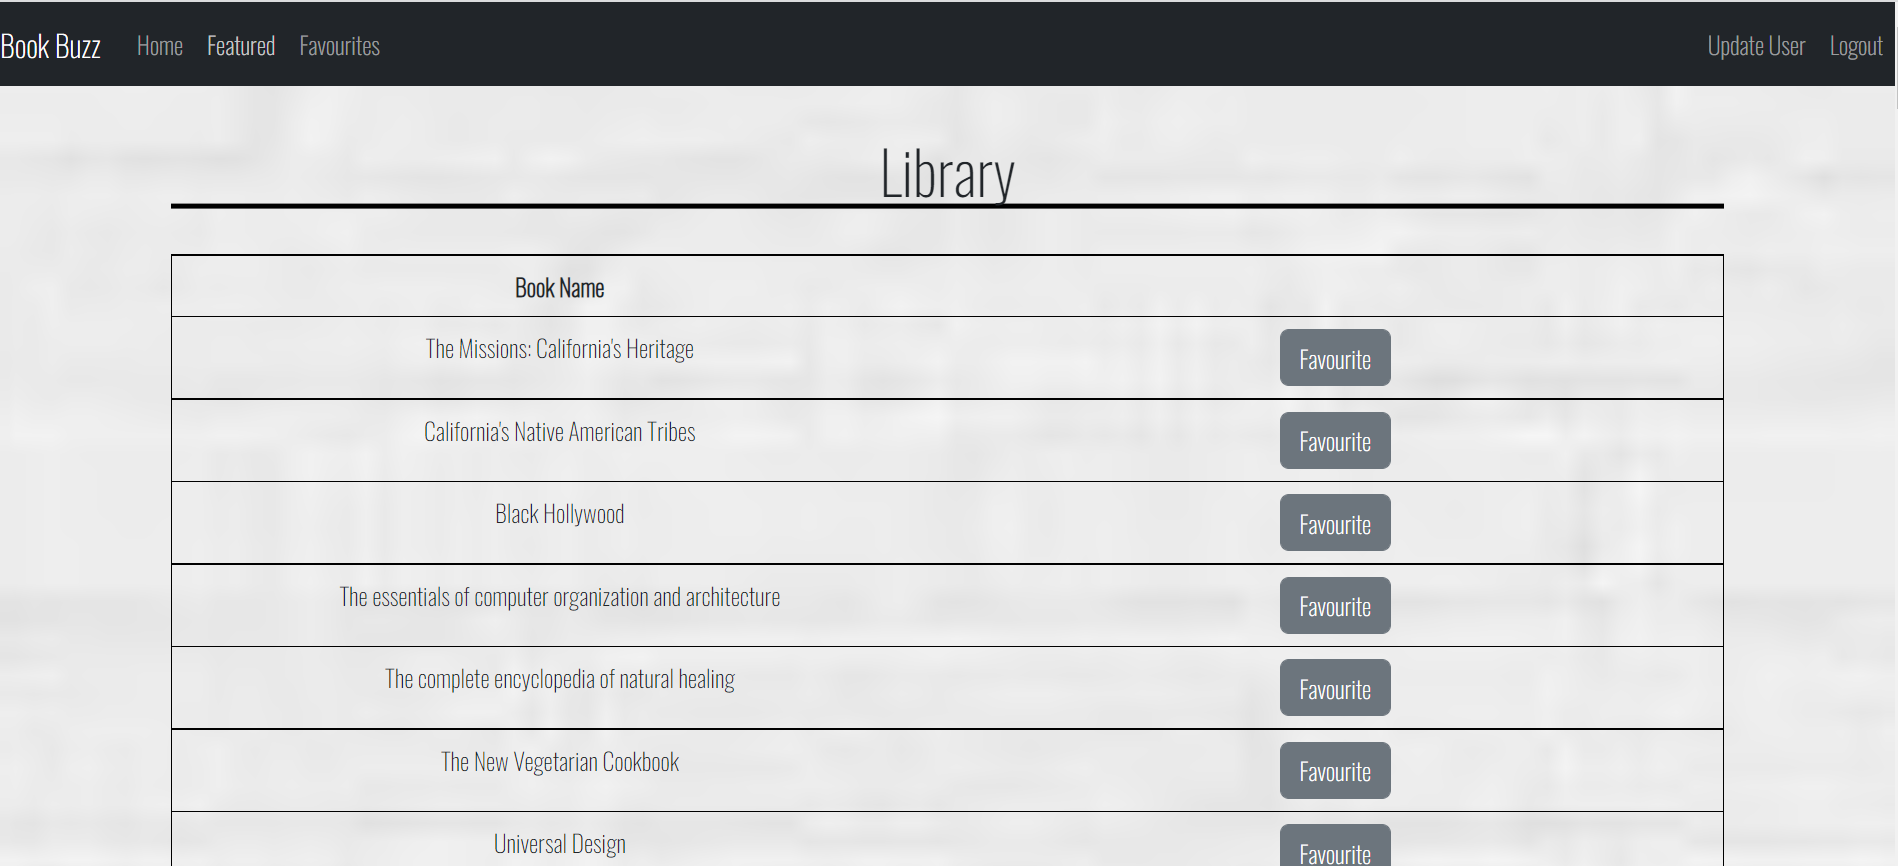 Book Buzz Home Featured Favourites Update User Logout
Library
Book Name
The Missions: California's Heritage Favourite
California's Native American Tribes Favourite
Black Hollywood Favourite
The essentials of computer organization and architecture Favourite
The complete encyclopedia of natural healing Favourite
The New Vegetarian Cookbook Favourite
Universal Design Favourite